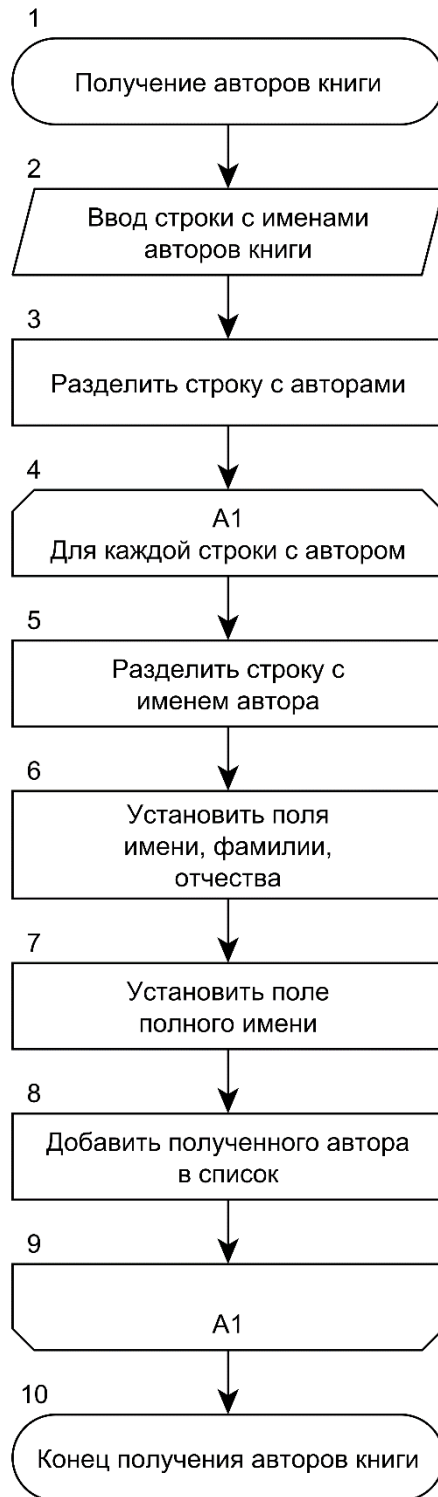 1
Получение авторов книги
2
Ввод строки с именами
авторов книги
3
Разделить строку с авторами
4
А1
Для каждой строки с автором
5
Разделить строку с
именем автора
6
Установить поля
имени, фамилии,
отчества
7
Установить поле
полного имени
8
Добавить полученного автора
в список
9
А1
10
Конец получения авторов книги